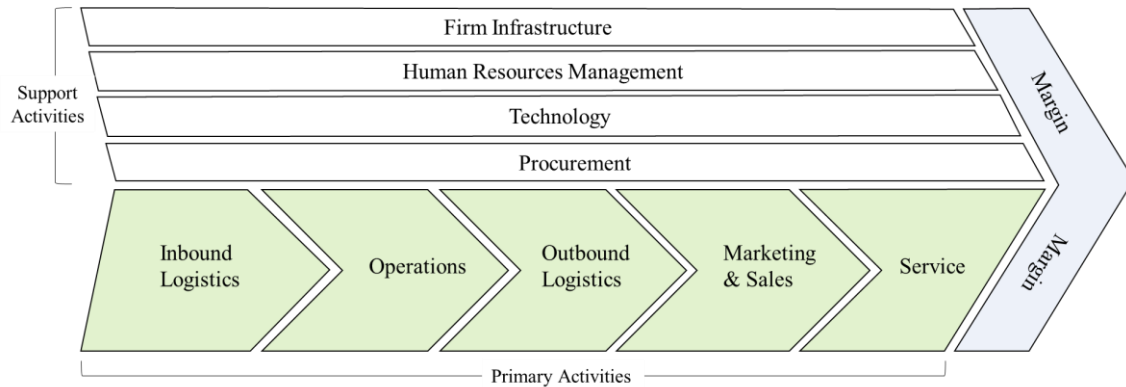 Firm Infrastructure
Human Resources Management
Support
Activities
Technology
Procurement
Margin
Inbound
Logistics
Operations
Outbound
Logistics
Marketing
& Sales
Service
Margin
Primary Activities